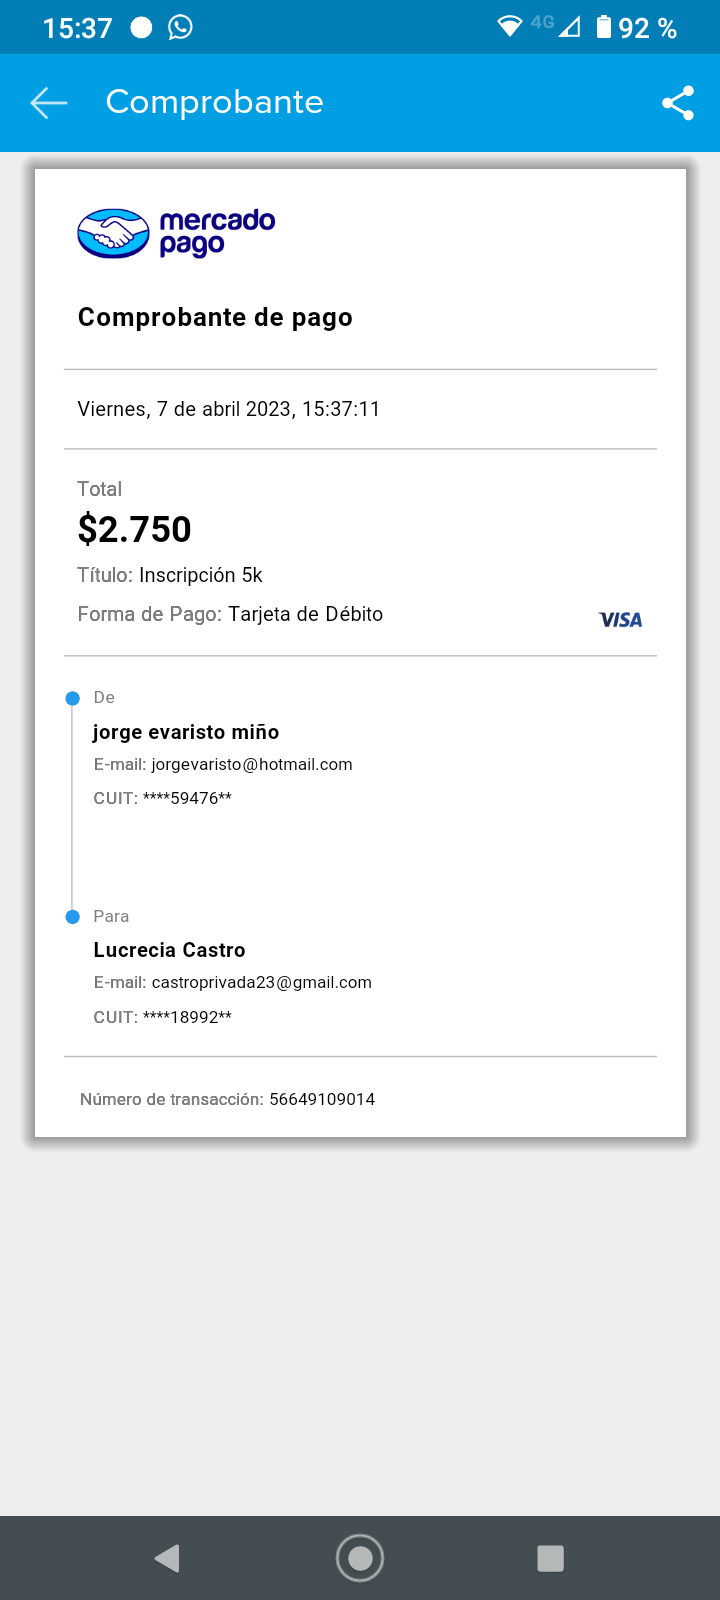 15:37 4G 92 %
Comprobante
mercado
pago
Comprobante de pago
Viernes, 7 de abril 2023, 15:37:11
Total
$2.750
Título: Inscripción 5k
Forma de Pago: Tarjeta de Débito VISA
De
jorge evaristo miño
E-mail: jorgevaristo@hotmail.com
CUIT: ****59476**
Para
Lucrecia Castro
E-mail: castroprivada23@gmail.com
CUIT: ****18992**
Número de transacción: 56649109014